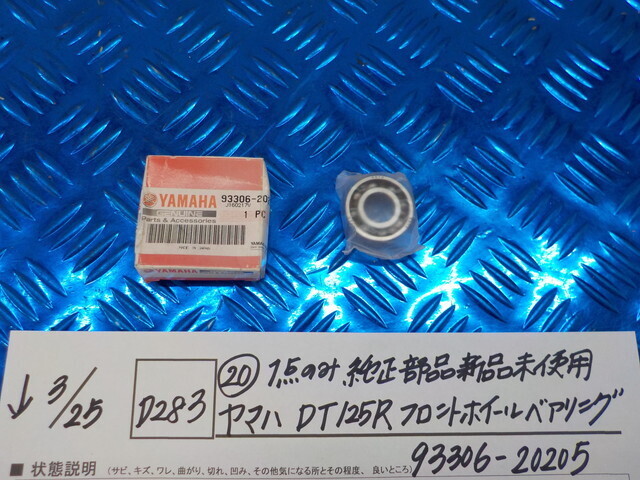 YAMAHA
93306-20
J160217V
GENUINE
1 PC
Parts & Accessories
MADE IN JAPAN
↓ 3/25 D283 ⑳ 1点のみ 純正部品新品未使用
ヤマハ DT125R フロントホイールベアリング
93306-20205
■ 状態説明 (サビ、キズ、ワレ、曲がり、切れ、凹み、その他気になる所とその程度、良いところ)